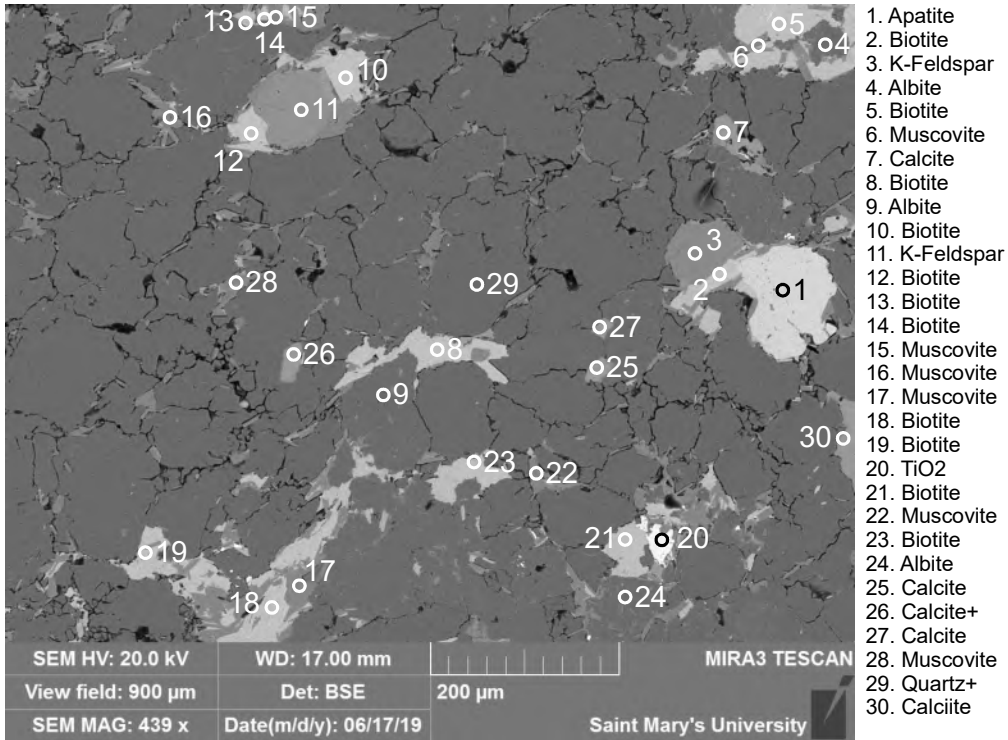 13
14
15
5
6
4
10
11
16
12
7
3
2
1
28
29
27
26
8
25
9
30
23
22
21
20
19
17
18
24
SEM HV: 20.0 kV
WD: 17.00 mm
MIRA3 TESCAN
View field: 900 µm
Det: BSE
200 µm
SEM MAG: 439 x
Date(m/d/y): 06/17/19
Saint Mary's University
1. Apatite
2. Biotite
3. K-Feldspar
4. Albite
5. Biotite
6. Muscovite
7. Calcite
8. Biotite
9. Albite
10. Biotite
11. K-Feldspar
12. Biotite
13. Biotite
14. Biotite
15. Muscovite
16. Muscovite
17. Muscovite
18. Biotite
19. Biotite
20. TiO2
21. Biotite
22. Muscovite
23. Biotite
24. Albite
25. Calcite
26. Calcite+
27. Calcite
28. Muscovite
29. Quartz+
30. Calciite